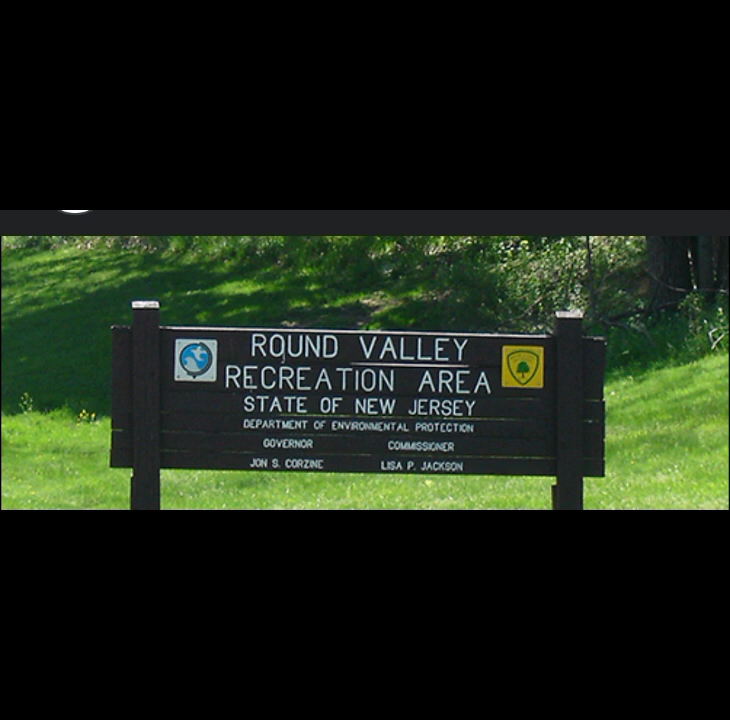 ROUND VALLEY
RECREATION AREA
STATE OF NEW JERSEY
DEPARTMENT OF ENVIRONMENTAL PROTECTION
GOVERNOR COMMISSIONER
JON S. CORZINE LISA P. JACKSON